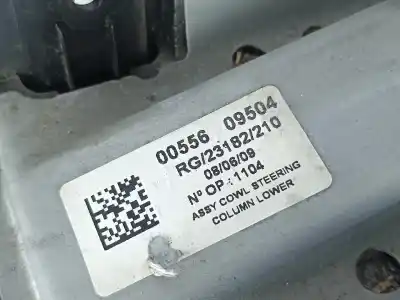 00556 09504
RG/23182/210
08/06/09
Nº OP : 1104
ASSY COWL STEERING
COLUMN LOWER